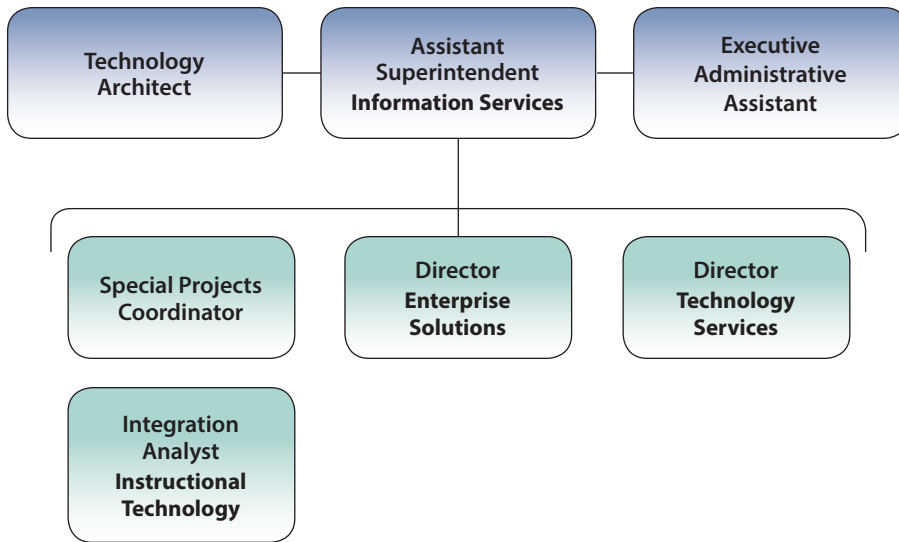 Technology
Architect
Assistant
Superintendent
Information Services
Executive
Administrative
Assistant
Special Projects
Coordinator
Director
Enterprise
Solutions
Director
Technology
Services
Integration
Analyst
Instructional
Technology